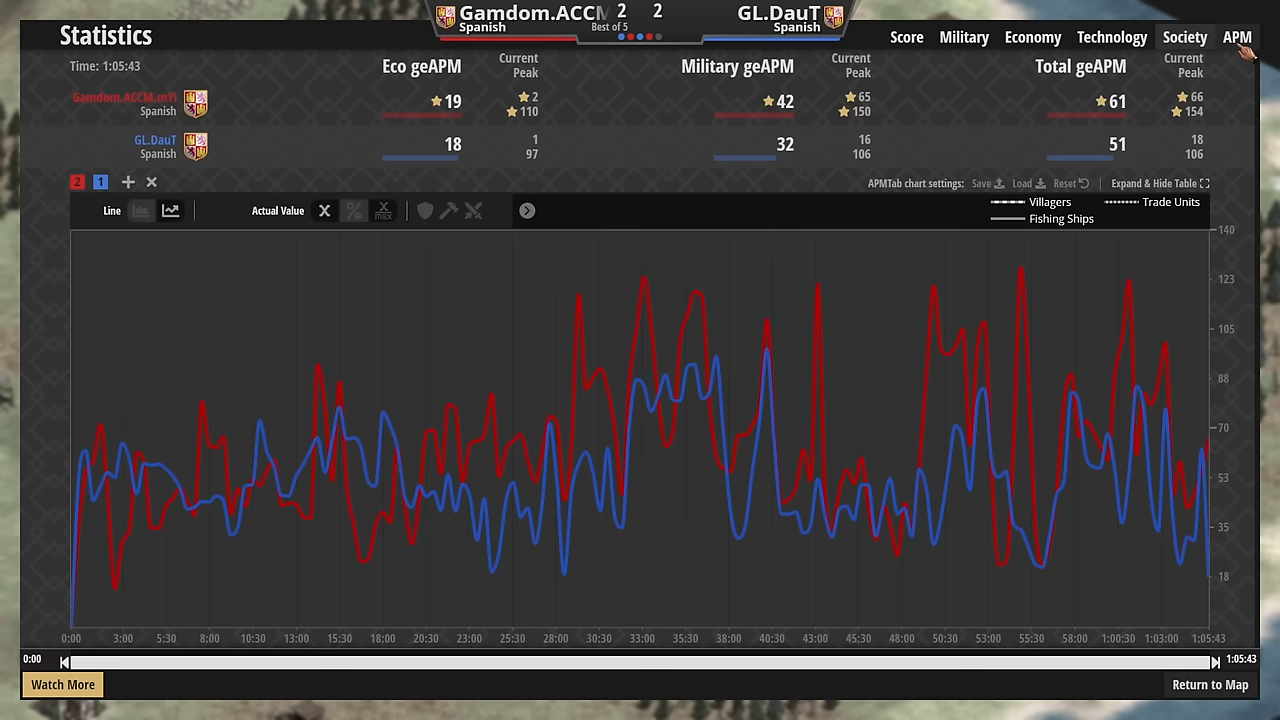 Gamdom.ACCM 2 2 GL.DauT
Spanish Best of 5 Spanish
Statistics
Score Military Economy Technology Society APM
Time: 1:05:43
Eco geAPM Current Peak Military geAPM Current Peak Total geAPM Current Peak
Gamdom.ACCM.mYi
Spanish
19 2 110 42 65 150 61 66 154
GL.DauT
Spanish
18 1 97 32 16 106 51 18 106
2 1
APMTab chart settings: Save Load Reset Expand & Hide Table
Line Actual Value X % X max
Villagers Trade Units
Fishing Ships
140
123
105
88
70
53
35
18
0:00 3:00 5:30 8:00 10:30 13:00 15:30 18:00 20:30 23:00 25:30 28:00 30:30 33:00 35:30 38:00 40:30 43:00 45:30 48:00 50:30 53:00 55:30 58:00 1:00:30 1:03:00 1:05:43
0:00 1:05:43
Watch More Return to Map